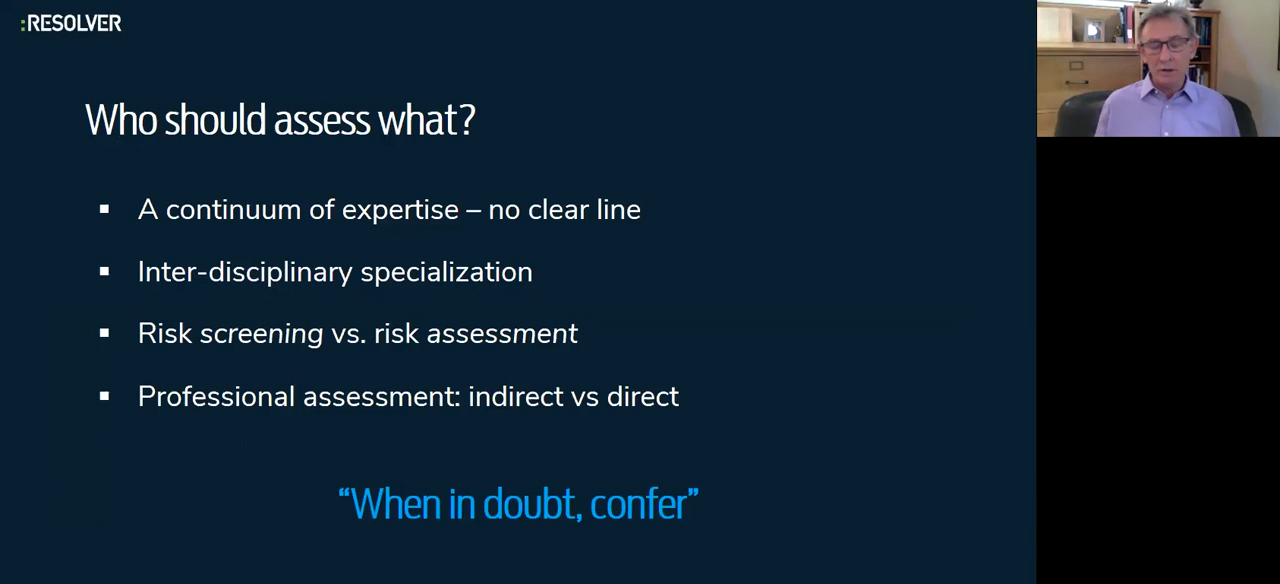 :RESOLVER
Who should assess what?
▪ A continuum of expertise – no clear line
▪ Inter-disciplinary specialization
▪ Risk screening vs. risk assessment
▪ Professional assessment: indirect vs direct
“When in doubt, confer”